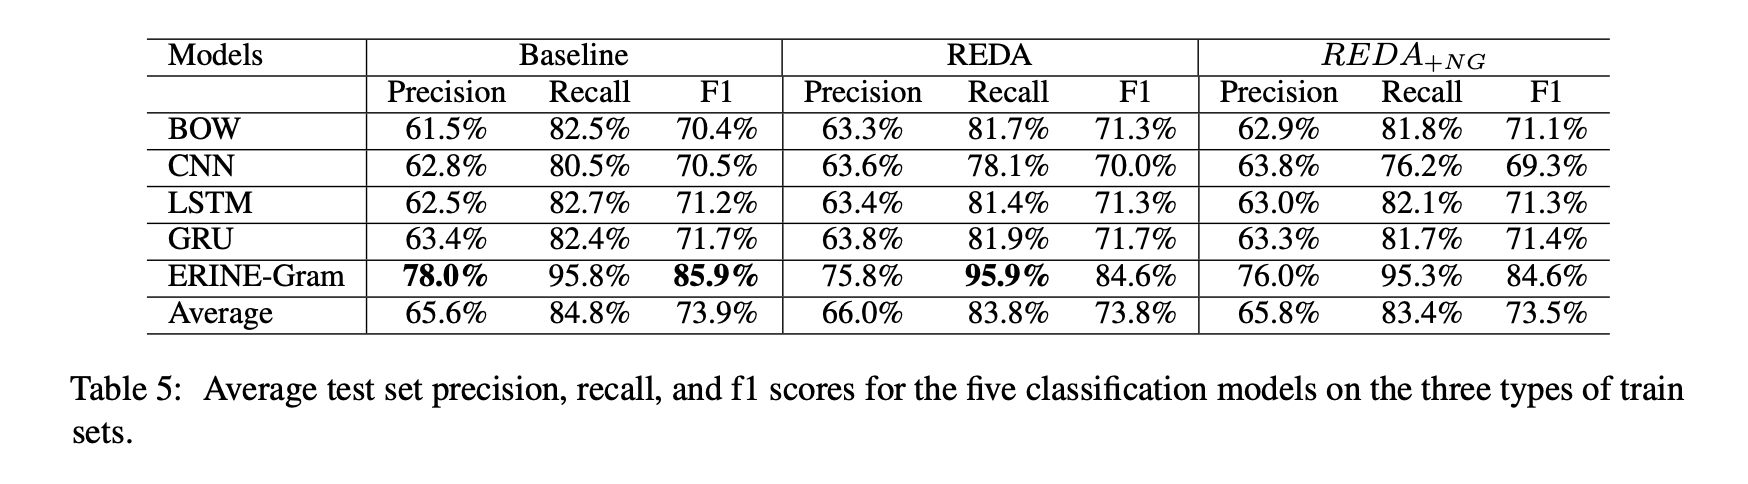 Models Baseline REDA REDA+NG
Precision Recall F1 Precision Recall F1 Precision Recall F1
BOW 61.5% 82.5% 70.4% 63.3% 81.7% 71.3% 62.9% 81.8% 71.1%
CNN 62.8% 80.5% 70.5% 63.6% 78.1% 70.0% 63.8% 76.2% 69.3%
LSTM 62.5% 82.7% 71.2% 63.4% 81.4% 71.3% 63.0% 82.1% 71.3%
GRU 63.4% 82.4% 71.7% 63.8% 81.9% 71.7% 63.3% 81.7% 71.4%
ERINE-Gram 78.0% 95.8% 85.9% 75.8% 95.9% 84.6% 76.0% 95.3% 84.6%
Average 65.6% 84.8% 73.9% 66.0% 83.8% 73.8% 65.8% 83.4% 73.5%
Table 5: Average test set precision, recall, and f1 scores for the five classification models on the three types of train
sets.